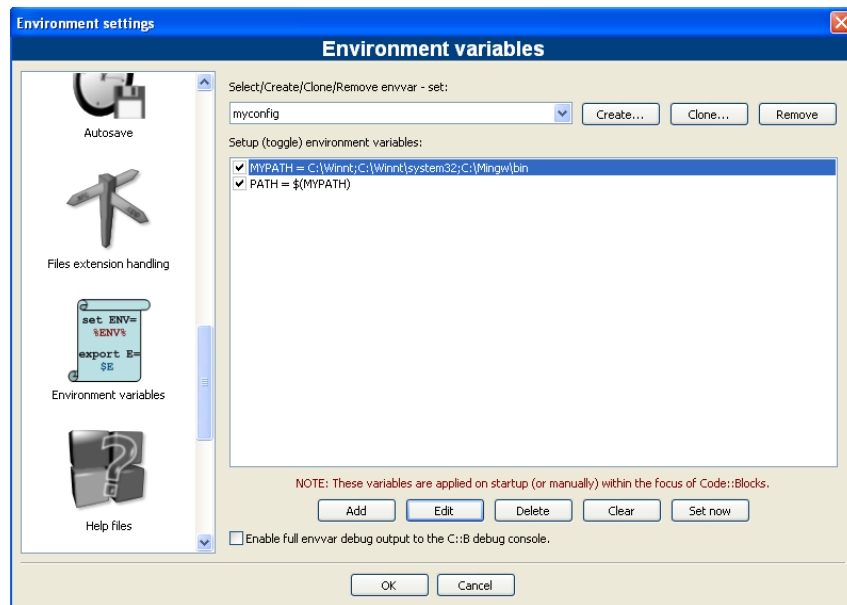 Environment settings
Environment variables
Autosave
Files extension handling
set ENV=
%ENV%
export E=
$E
Environment variables
Help files
Select/Create/Clone/Remove envvar - set:
myconfig
Create...
Clone...
Remove
Setup (toggle) environment variables:
MYPATH = C:\Winnt;C:\Winnt\system32;C:\Mingw\bin
PATH = $(MYPATH)
NOTE: These variables are applied on startup (or manually) within the focus of Code::Blocks.
Add
Edit
Delete
Clear
Set now
Enable full envvar debug output to the C::B debug console.
OK
Cancel